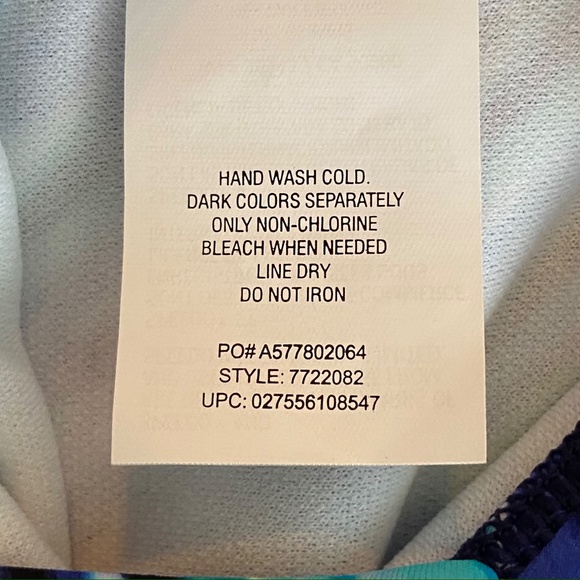 HAND WASH COLD.
DARK COLORS SEPARATELY
ONLY NON-CHLORINE
BLEACH WHEN NEEDED
LINE DRY
DO NOT IRON
PO# A577802064
STYLE: 7722082
UPC: 027556108547